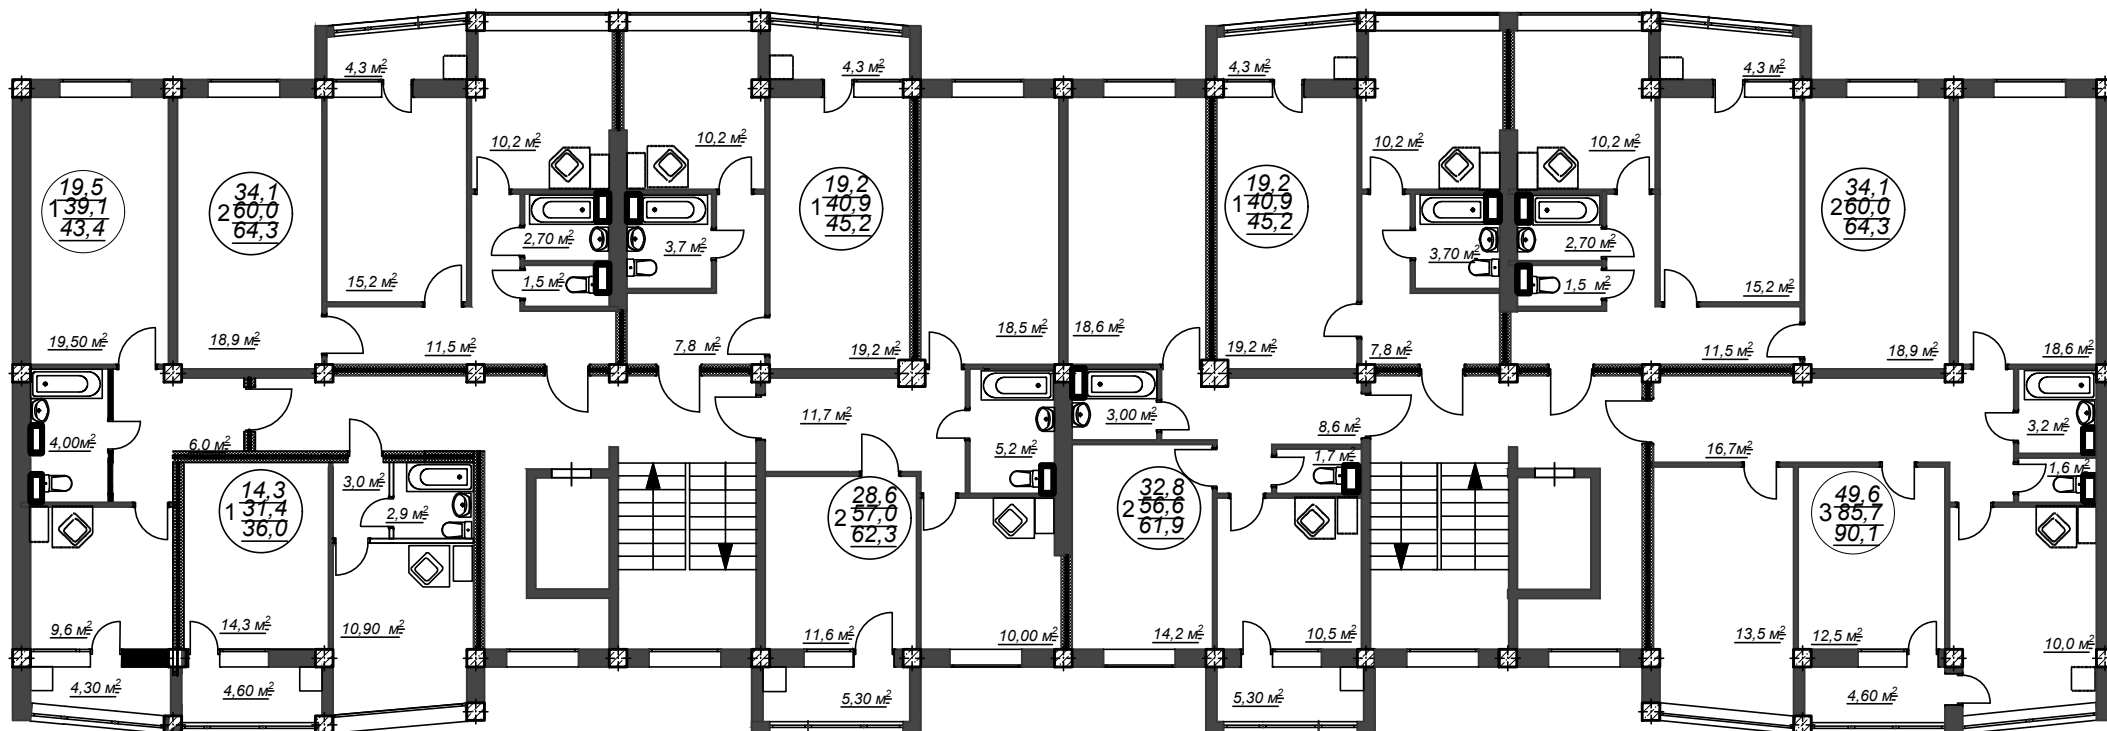 4,3 м²
4,3 м²
4,3 м²
4,3 м²
10,2 м²
10,2 м²
10,2 м²
10,2 м²
19,5
1 39,1
43,4
34,1
2 60,0
64,3
19,2
1 40,9
45,2
19,2
1 40,9
45,2
34,1
2 60,0
64,3
2,70 м²
3,7 м²
3,70 м²
2,70 м²
1,5 м²
15,2 м²
1,5 м²
15,2 м²
19,50 м²
18,9 м²
11,5 м²
7,8 м²
19,2 м²
18,5 м²
18,6 м²
19,2 м²
7,8 м²
11,5 м²
18,9 м²
18,6 м²
4,00м²
6,0 м²
11,7 м²
5,2 м²
3,00 м²
8,6 м²
1,7 м²
16,7м²
3,2 м²
1,6 м²
3,0 м²
2,9 м²
14,3
1 31,4
36,0
28,6
2 57,0
62,3
32,8
2 56,6
61,9
49,6
3 85,7
90,1
9,6 м²
14,3 м²
10,90 м²
11,6 м²
10,00 м²
14,2 м²
10,5 м²
13,5 м²
12,5 м²
10,0 м²
4,30 м²
4,60 м²
5,30 м²
5,30 м²
4,60 м²